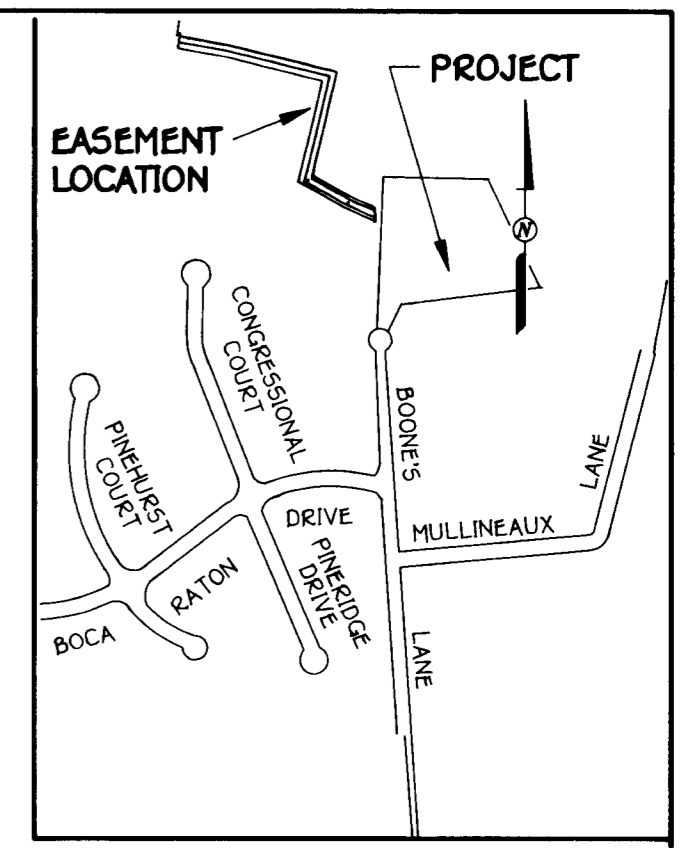 PROJECT
EASEMENT
LOCATION
N
CONGRESSIONAL
COURT
PINEHURST
COURT
BOONE'S
LANE
MULLINEAUX
DRIVE
PINERIDGE
DRIVE
RATON
BOCA
LANE